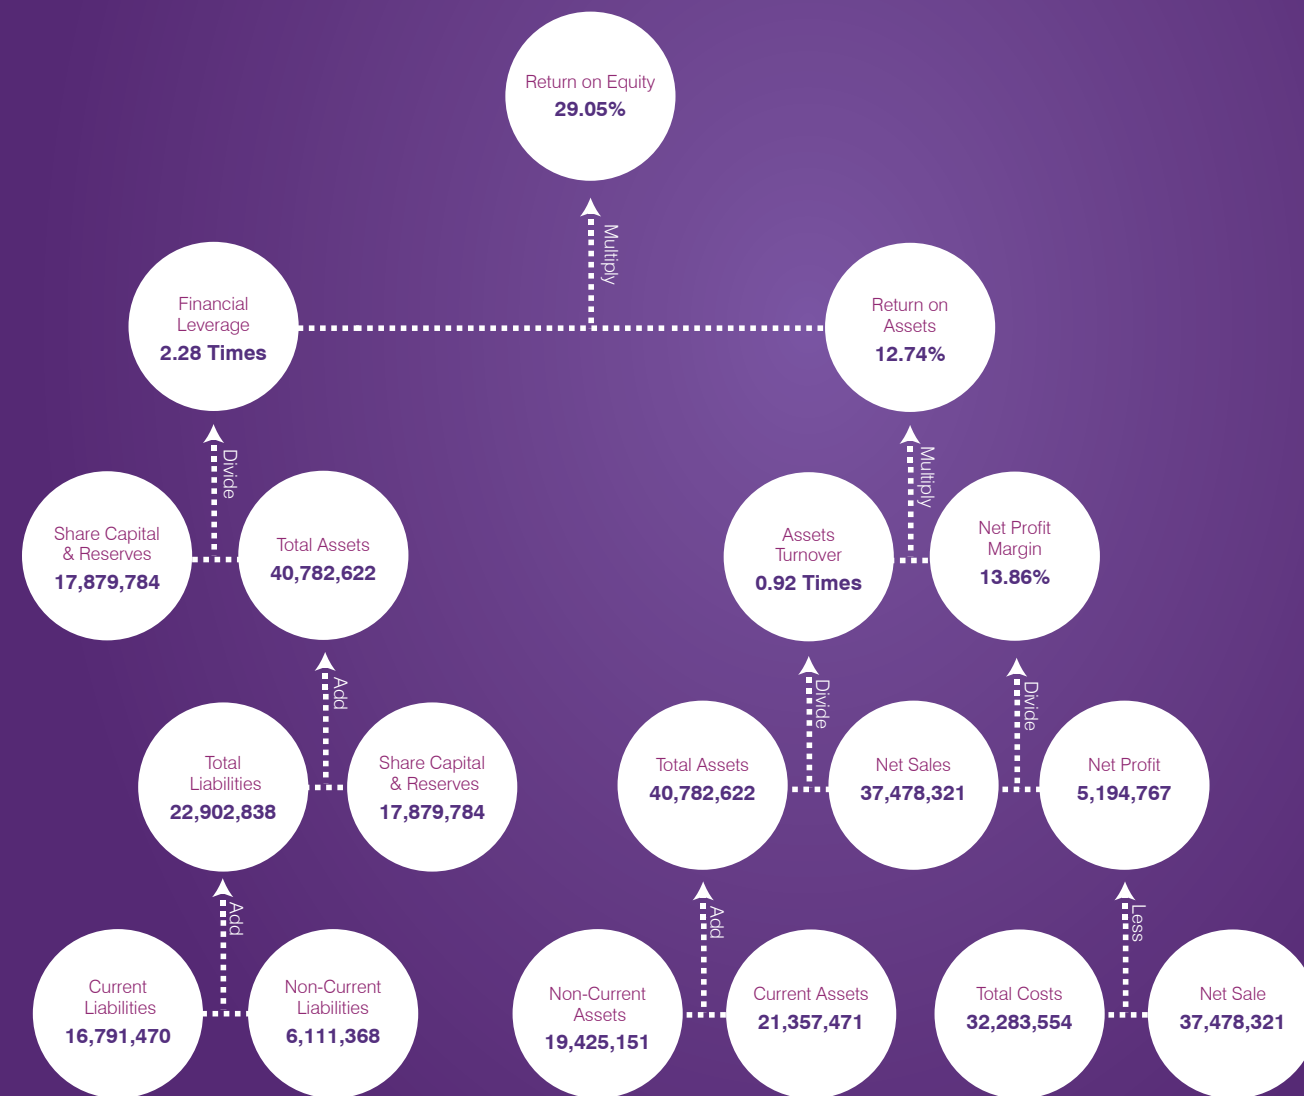 Return on Equity
29.05%
Multiply
Financial
Leverage
2.28 Times
Return on
Assets
12.74%
Divide
Multiply
Share Capital
& Reserves
17,879,784
Total Assets
40,782,622
Assets
Turnover
0.92 Times
Net Profit
Margin
13.86%
Add
Divide
Divide
Total
Liabilities
22,902,838
Share Capital
& Reserves
17,879,784
Total Assets
40,782,622
Net Sales
37,478,321
Net Profit
5,194,767
Add
Add
Less
Current
Liabilities
16,791,470
Non-Current
Liabilities
6,111,368
Non-Current
Assets
19,425,151
Current Assets
21,357,471
Total Costs
32,283,554
Net Sale
37,478,321